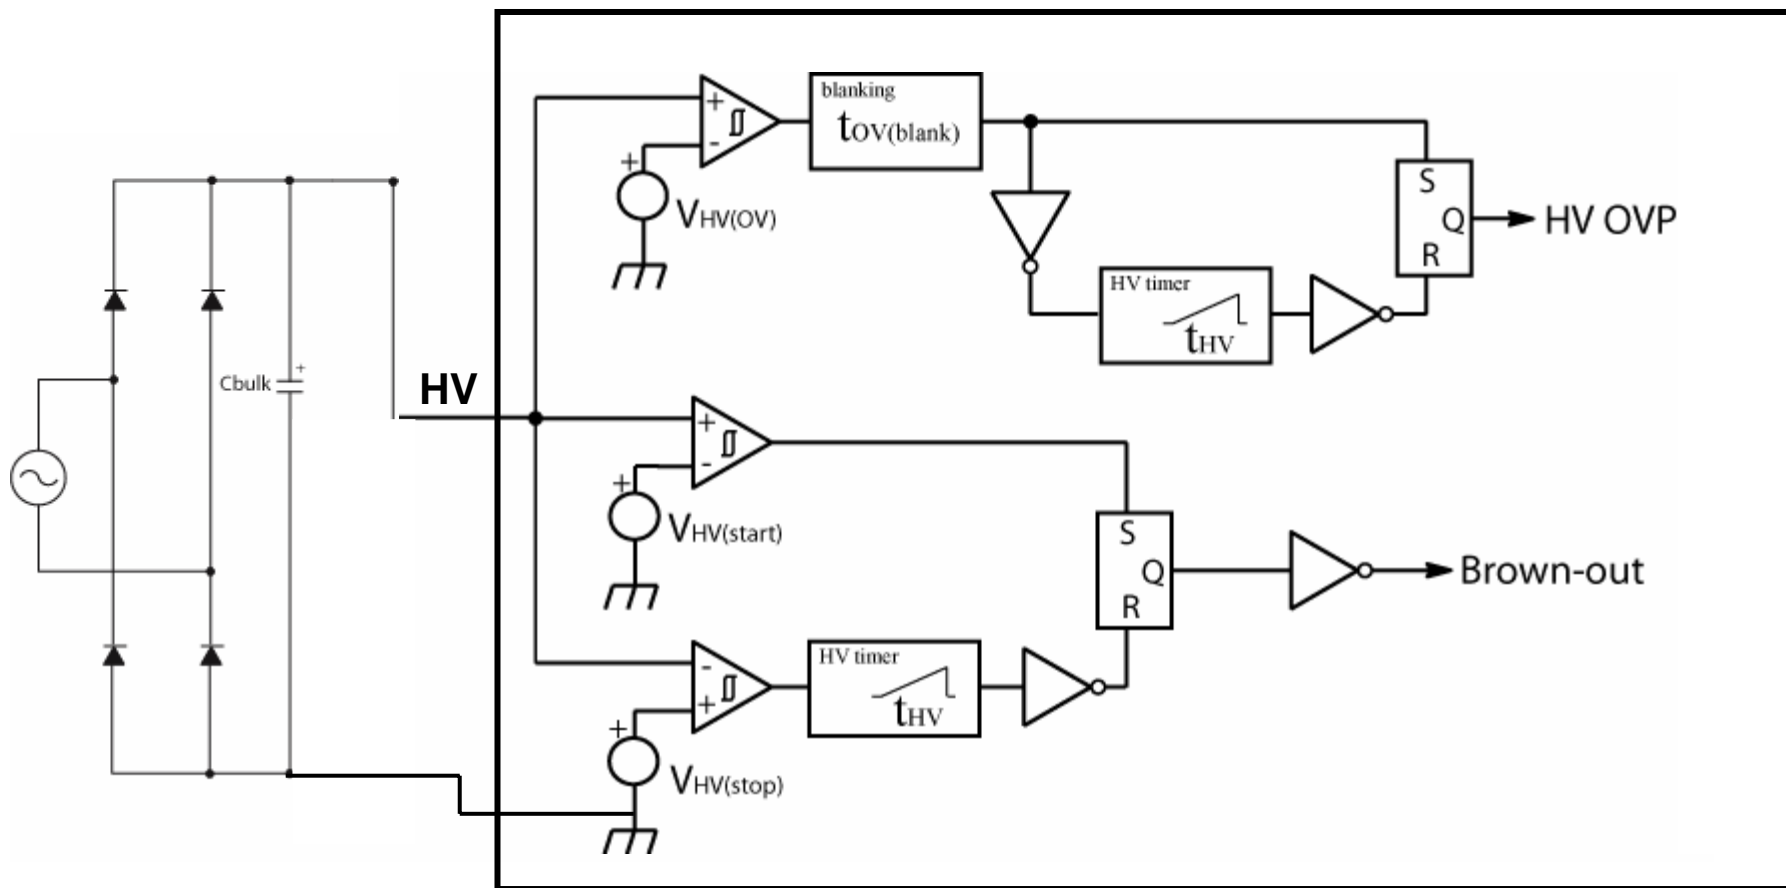 blanking
tOV(blank)
+
-
+
VHV(OV)
S
Q
R
HV OVP
HV timer
tHV
Cbulk
+
HV
+
-
+
VHV(start)
S
Q
R
Brown-out
-
+
HV timer
tHV
+
VHV(stop)